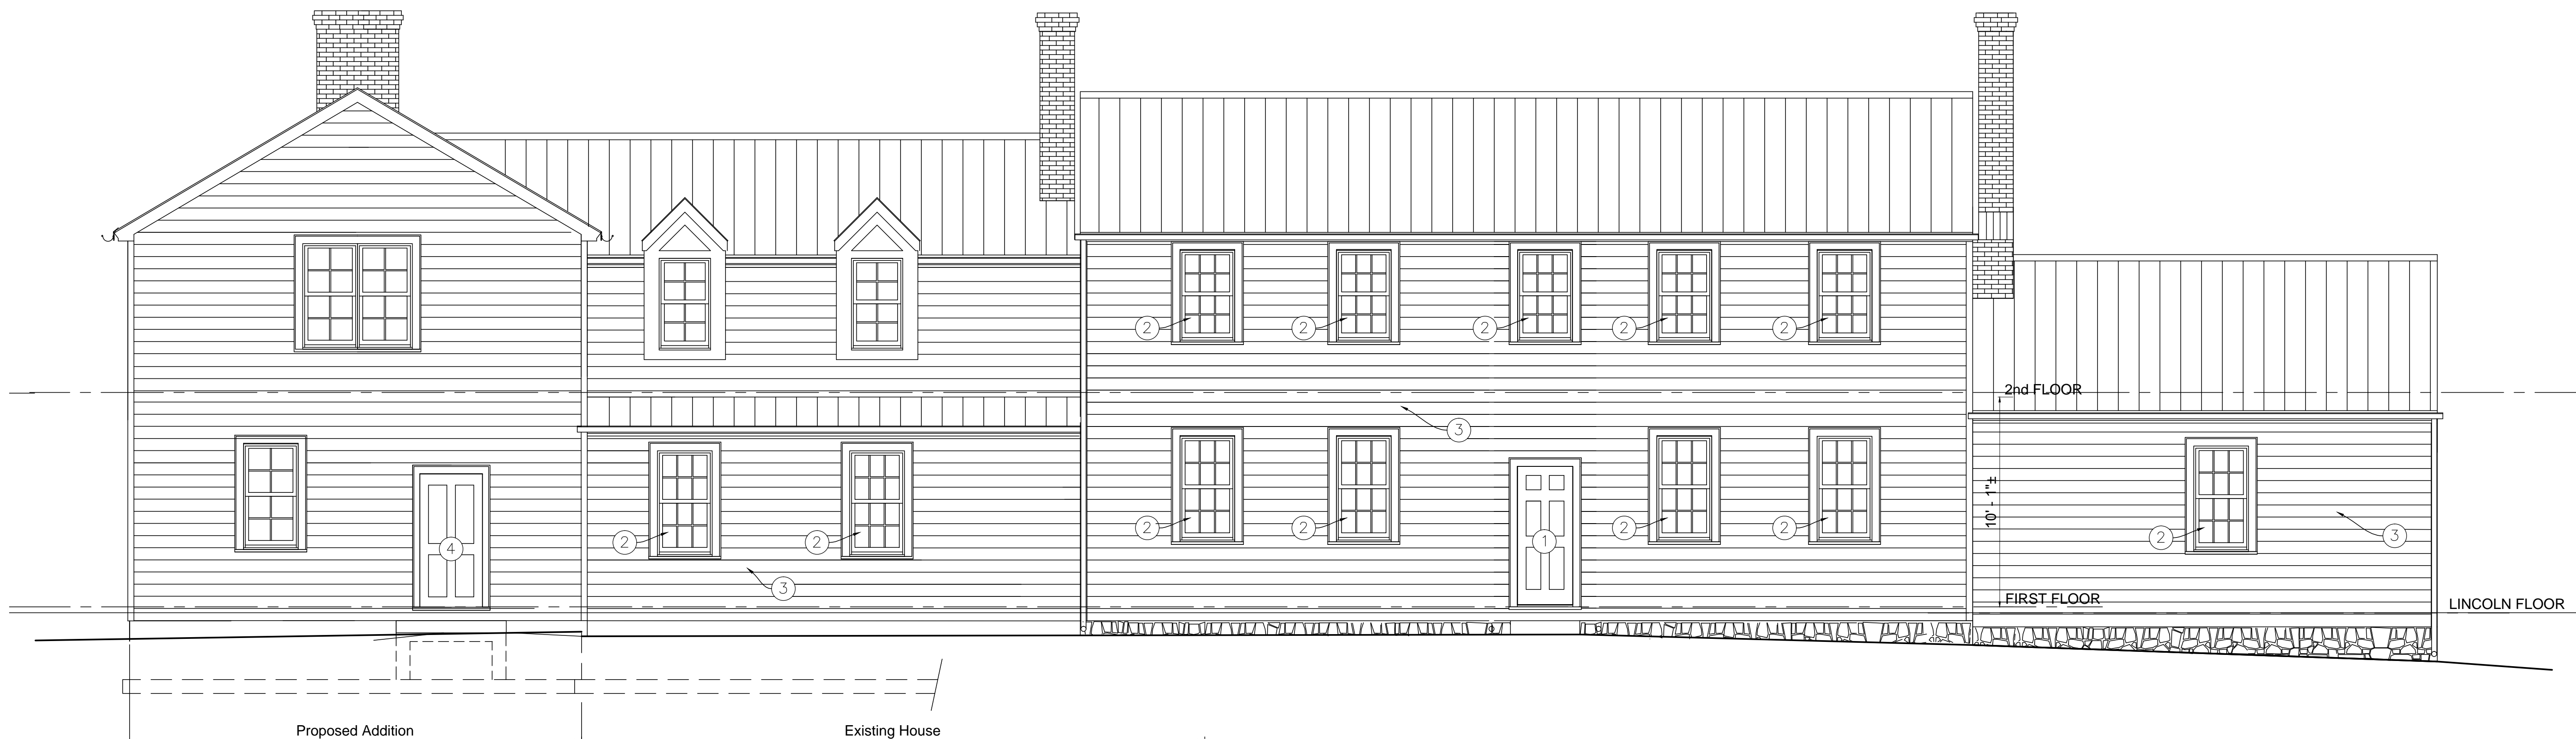 2 2 2 2 2
2nd FLOOR
3
10' - 1"±
2 2 2 2
2 2 2 3
4 1
3
FIRST FLOOR
LINCOLN FLOOR
Proposed Addition
Existing House